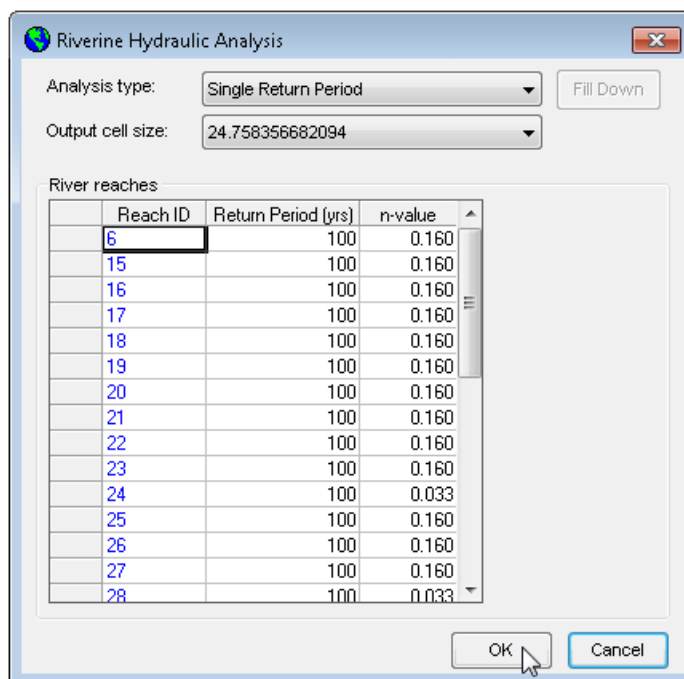 Riverine Hydraulic Analysis
Analysis type: Single Return Period Fill Down
Output cell size: 24.758356682094
River reaches
Reach ID Return Period (yrs) n-value
6 100 0.160
15 100 0.160
16 100 0.160
17 100 0.160
18 100 0.160
19 100 0.160
20 100 0.160
21 100 0.160
22 100 0.160
23 100 0.160
24 100 0.033
25 100 0.160
26 100 0.160
27 100 0.160
28 100 0.033
OK Cancel